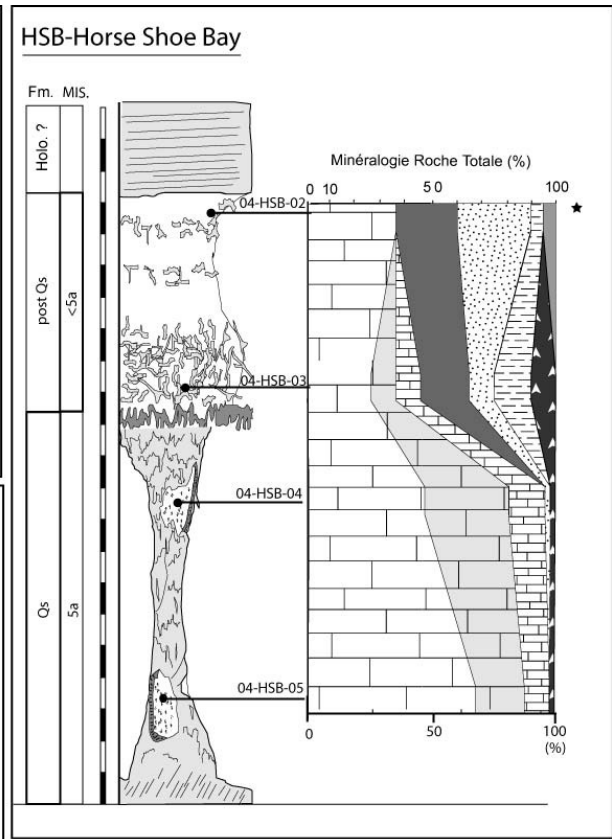 HSB-Horse Shoe Bay
Fm. MIS.
Holo. ?
Minéralogie Roche Totale (%)
0 10 50 100
04-HSB-02
★
post Qs
<5a
04-HSB-03
04-HSB-04
Qs
5a
04-HSB-05
0 50 100
(%)